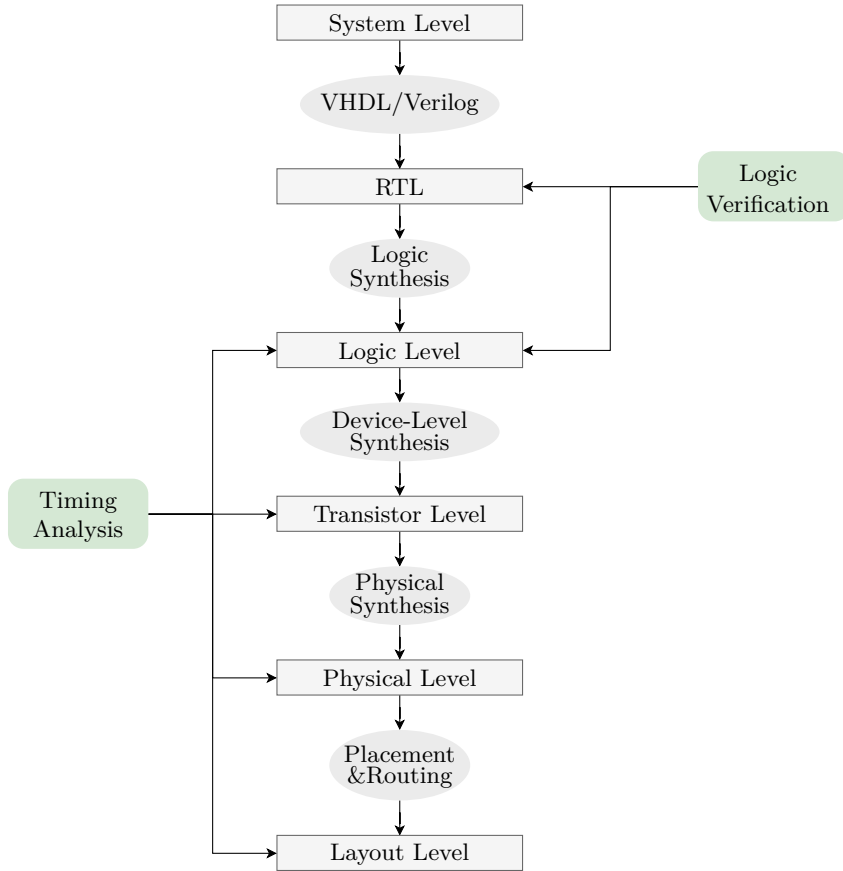 System Level
VHDL/Verilog
RTL
Logic
Verification
Logic
Synthesis
Logic Level
Device-Level
Synthesis
Timing
Analysis
Transistor Level
Physical
Synthesis
Physical Level
Placement
&Routing
Layout Level